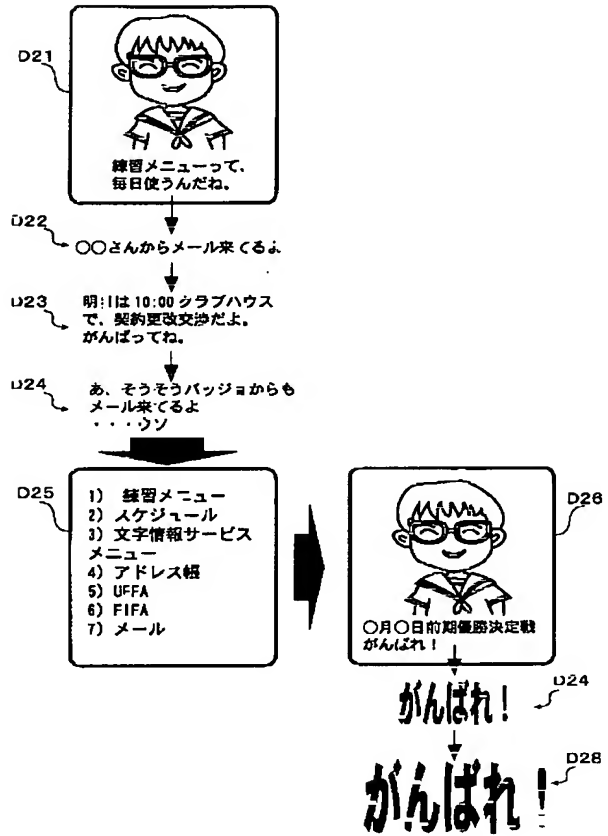 D21
練習メニューって、
毎日使うんだね。
D22
〇〇さんからメール来てるよ
D23
明日は10:00 クラブハウス
で、契約更改交渉だよ。
がんばってね。
D24
あ、そうそうバッジョからも
メール来てるよ
・・・ウソ
D25
1) 練習メニュー
2) スケジュール
3) 文字情報サービス
メニュー
4) アドレス帳
5) UFFA
6) FIFA
7) メール
D26
〇月〇日前期優勝決定戦
がんばれ！
D24
がんばれ！
D28
がんばれ！